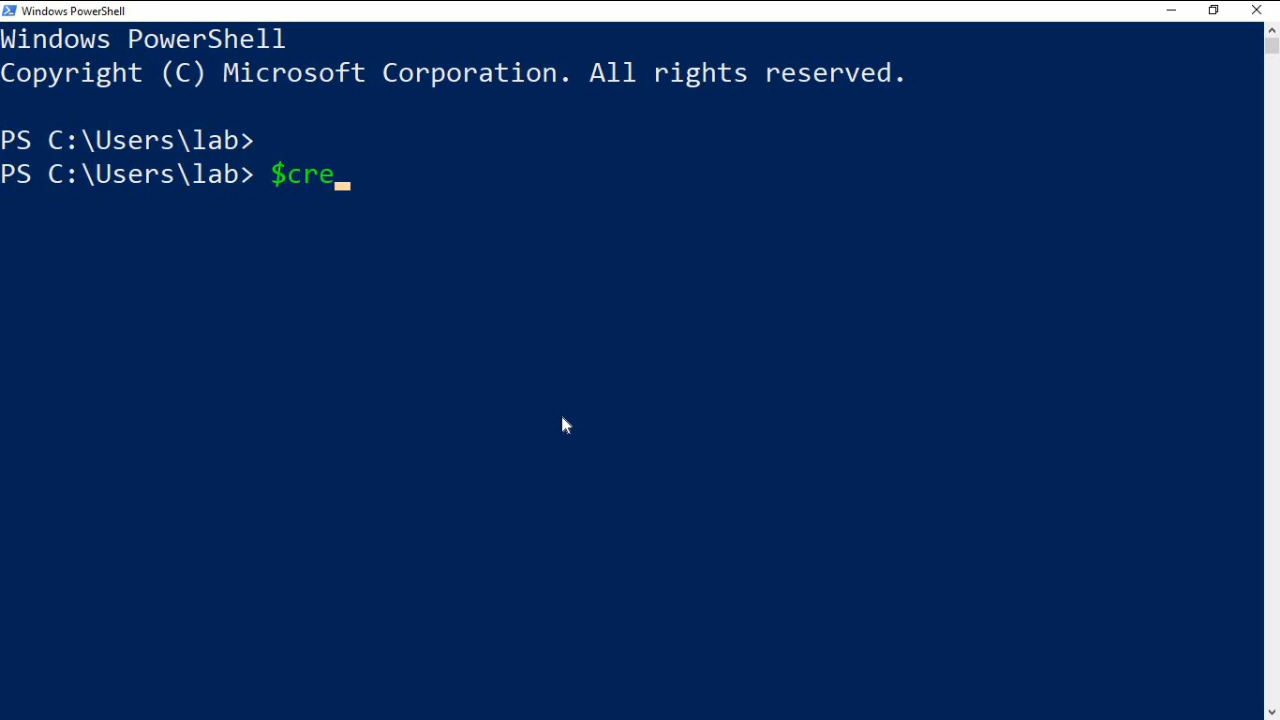 Windows PowerShell
Windows PowerShell
Copyright (C) Microsoft Corporation. All rights reserved.
PS C:\Users\lab>
PS C:\Users\lab> $cre